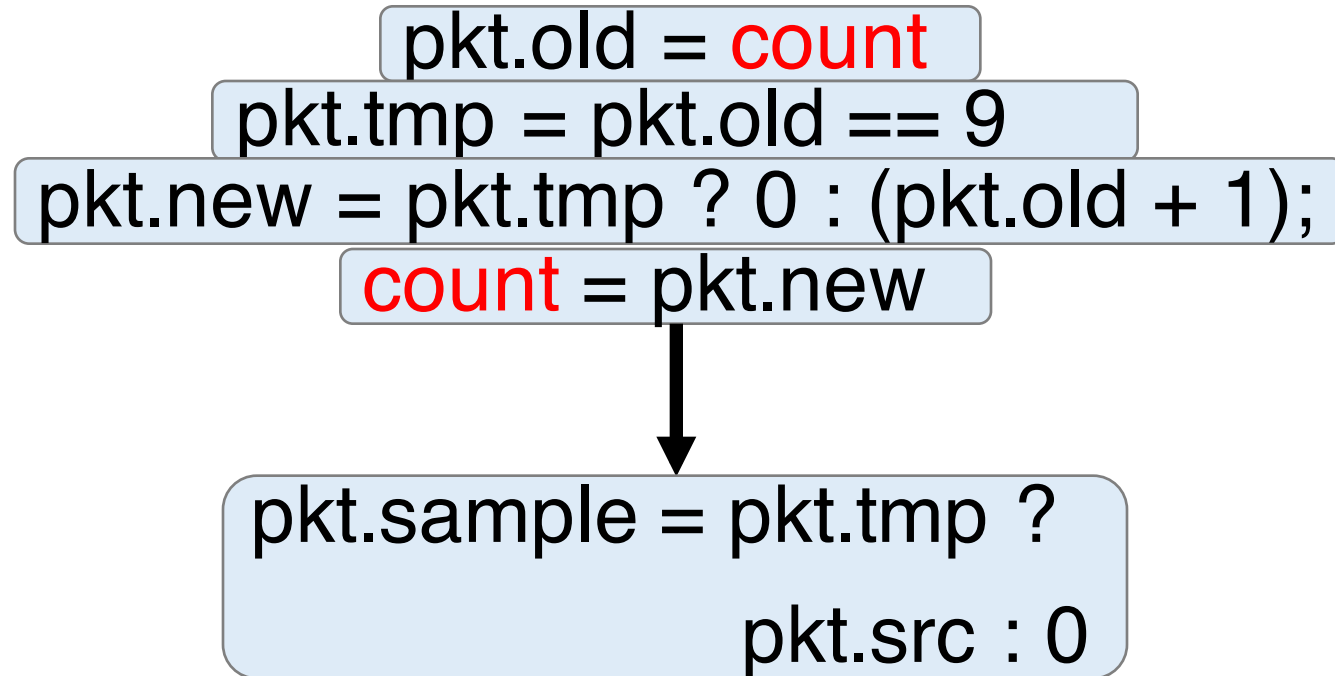 pkt.old = count
pkt.tmp = pkt.old == 9
pkt.new = pkt.tmp ? 0 : (pkt.old + 1);
count = pkt.new
pkt.sample = pkt.tmp ?
pkt.src : 0